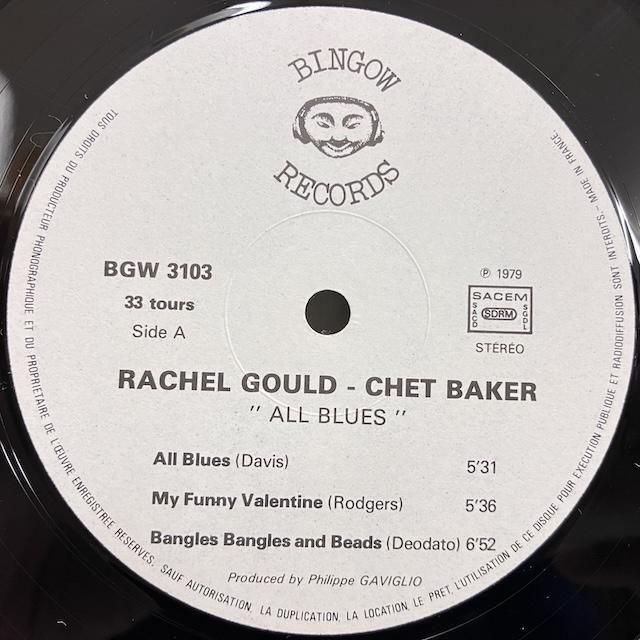 BINGOW
RECORDS
BGW 3103
33 tours
Side A
℗ 1979
SACEM
SACD
SDRM
SGDL
STÉRÉO
RACHEL GOULD - CHET BAKER
" ALL BLUES "
All Blues (Davis) 5'31
My Funny Valentine (Rodgers) 5'36
Bangles Bangles and Beads (Deodato) 6'52
Produced by Philippe GAVIGLIO
TOUS DROITS DU PRODUCTEUR PHONOGRAPHIQUE ET DU PROPRIETAIRE DE L'ŒUVRE ENREGISTREE RESERVES, SAUF AUTORISATION, LA DUPLICATION, LA LOCATION, LE PRET, L'UTILISATION DE CE DISQUE POUR EXECUTION PUBLIQUE ET RADIODIFFUSION SONT INTERDITS - MADE IN FRANCE.